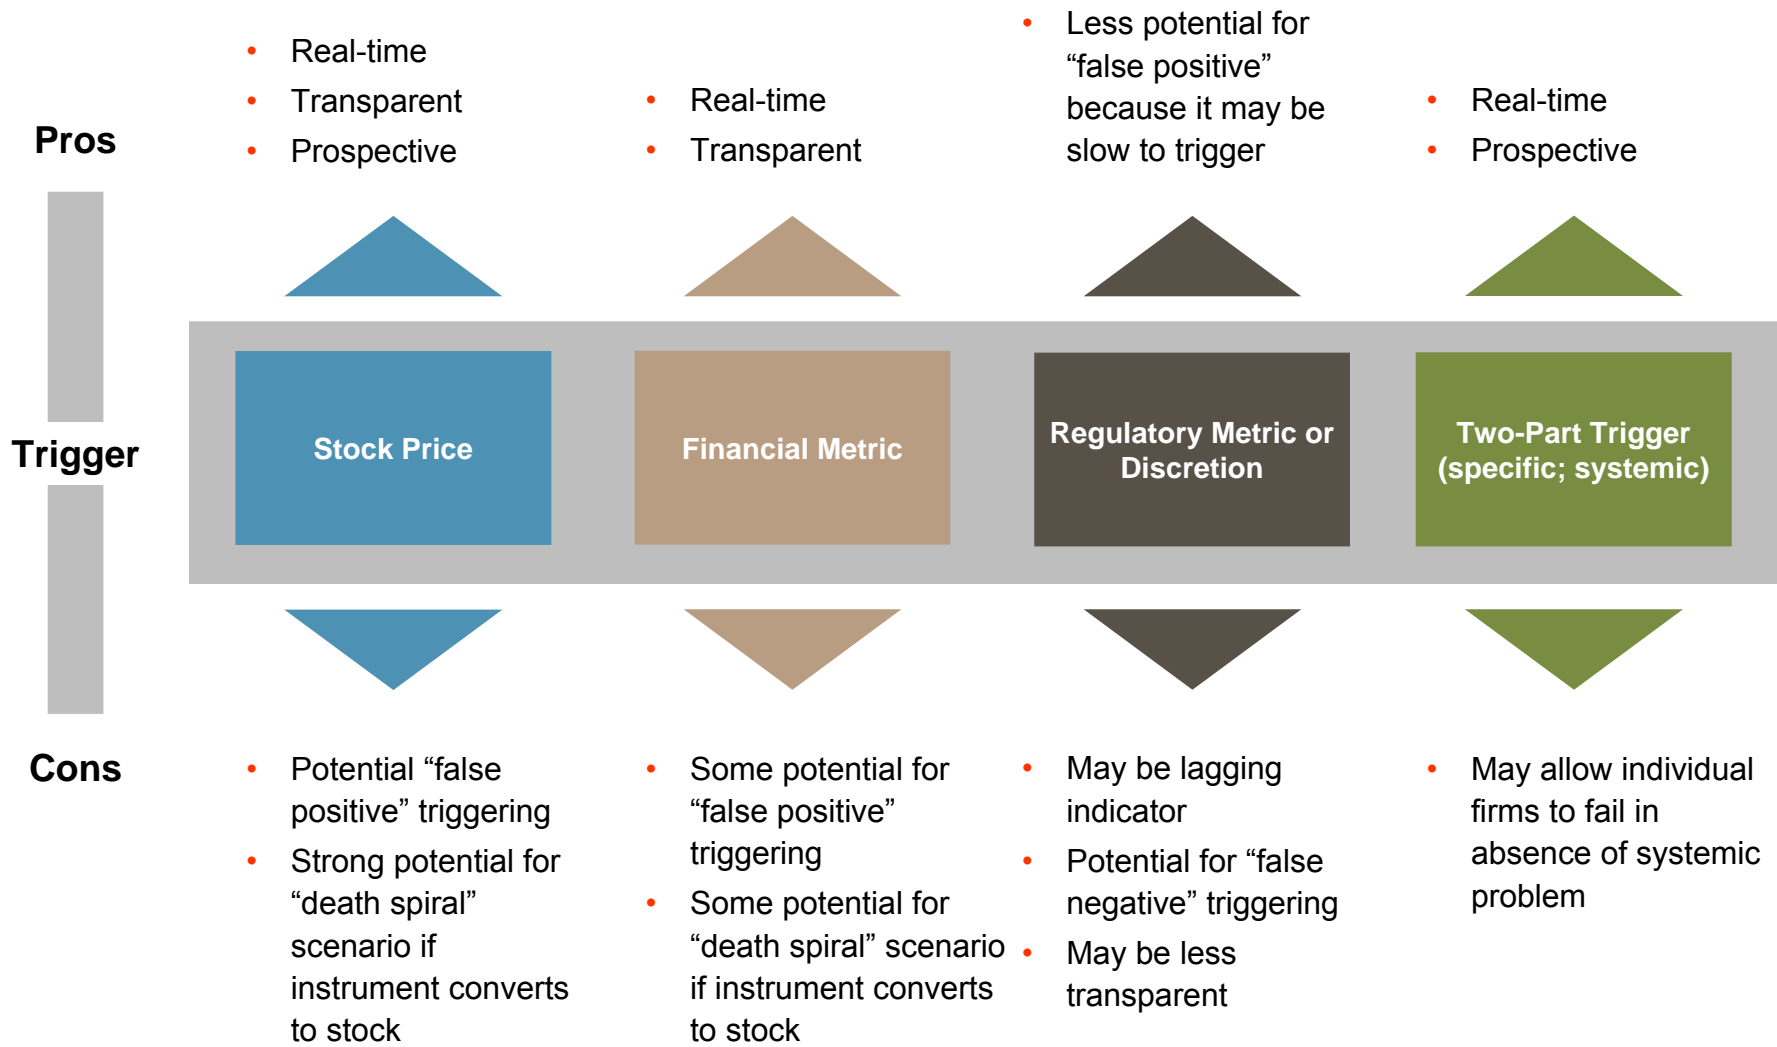 Pros
• Real-time
• Transparent
• Prospective
• Real-time
• Transparent
• Less potential for
“false positive”
because it may be
slow to trigger
• Real-time
• Prospective
Trigger
Stock Price
Financial Metric
Regulatory Metric or
Discretion
Two-Part Trigger
(specific; systemic)
Cons
• Potential “false
positive” triggering
• Strong potential for
“death spiral”
scenario if
instrument converts
to stock
• Some potential for
“false positive”
triggering
• Some potential for
“death spiral” scenario
if instrument converts
to stock
• May be lagging
indicator
• Potential for “false
negative” triggering
• May be less
transparent
• May allow individual
firms to fail in
absence of systemic
problem